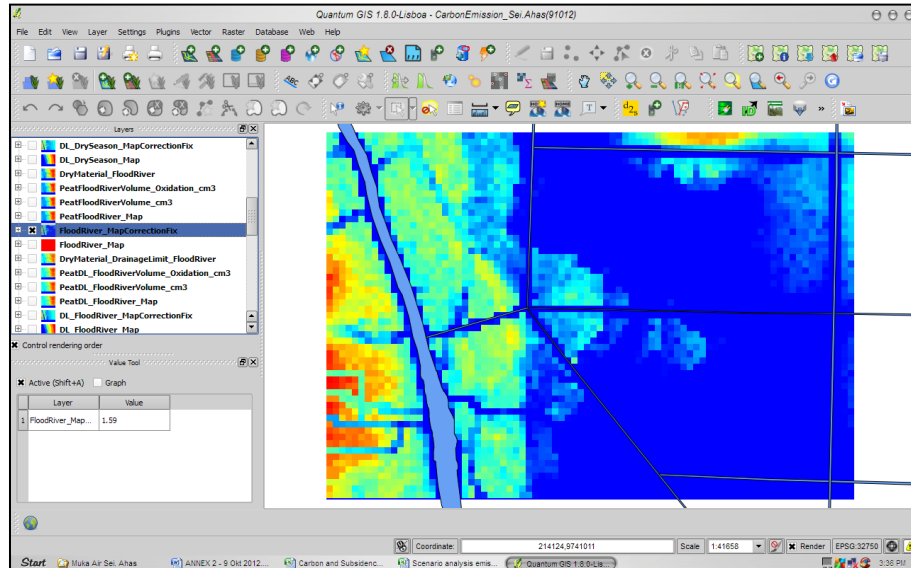 Quantum GIS 1.8.0-Lisboa - CarbonEmission_Sei.Ahas(91012)
File Edit View Layer Settings Plugins Vector Raster Database Web Help
Layers
DL_DrySeason_MapCorrectionFix
DL_DrySeason_Map
DryMaterial_FloodRiver
PeatFloodRiverVolume_Oxidation_cm3
PeatFloodRiverVolume_cm3
PeatFloodRiver_Map
FloodRiver_MapCorrectionFix
FloodRiver_Map
DryMaterial_DrainageLimit_FloodRiver
PeatDL_FloodRiverVolume_Oxidation_cm3
PeatDL_FloodRiverVolume_cm3
PeatDL_FloodRiver_Map
DL_FloodRiver_MapCorrectionFix
DL_FloodRiver_Map
Control rendering order
Value Tool
Active (Shift+A) Graph
Layer Value
1 FloodRiver_Map... 1.59
Coordinate: 214124,9741011 Scale 1:41658 Render EPSG:32750
Start Muka Air Sei. Ahas ANNEX 2 - 9 Okt 2012.... Carbon and Subsidenc... Scenario analysis emis... Quantum GIS 1.8.0-Lis... 3:36 PM